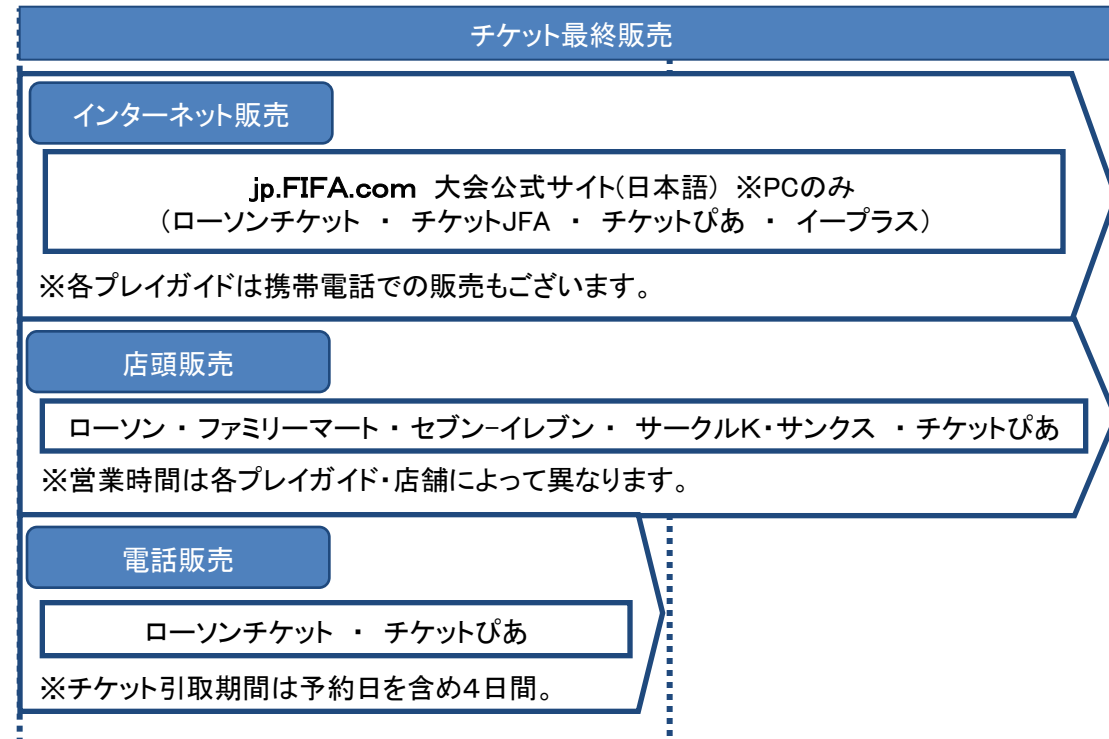 チケット最終販売
インターネット販売
jp.FIFA.com 大会公式サイト(日本語) ※PCのみ
(ローソンチケット ・ チケットJFA ・ チケットぴあ ・ イープラス)
※各プレイガイドは携帯電話での販売もございます。
店頭販売
ローソン ・ ファミリーマート ・ セブン-イレブン ・ サークルK・サンクス ・ チケットぴあ
※営業時間は各プレイガイド・店舗によって異なります。
電話販売
ローソンチケット ・ チケットぴあ
※チケット引取期間は予約日を含め4日間。